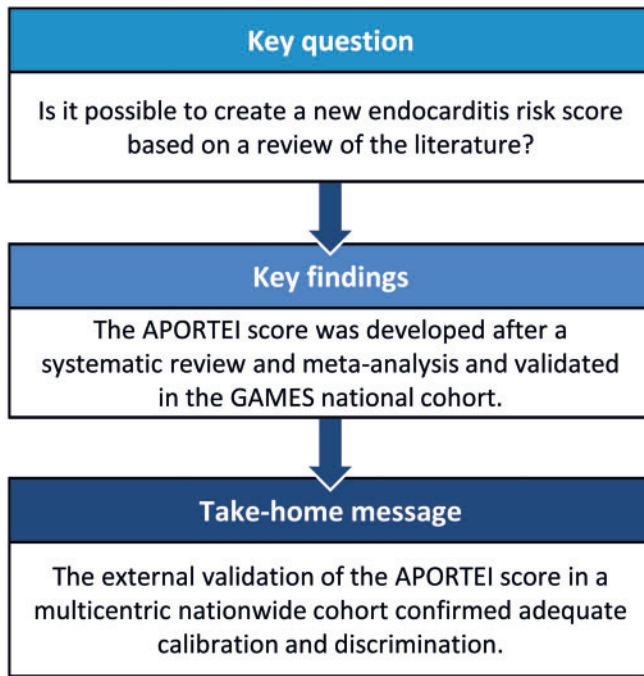 Key question
Is it possible to create a new endocarditis risk score
based on a review of the literature?
Key findings
The APORTEI score was developed after a
systematic review and meta-analysis and validated
in the GAMES national cohort.
Take-home message
The external validation of the APORTEI score in a
multicentric nationwide cohort confirmed adequate
calibration and discrimination.